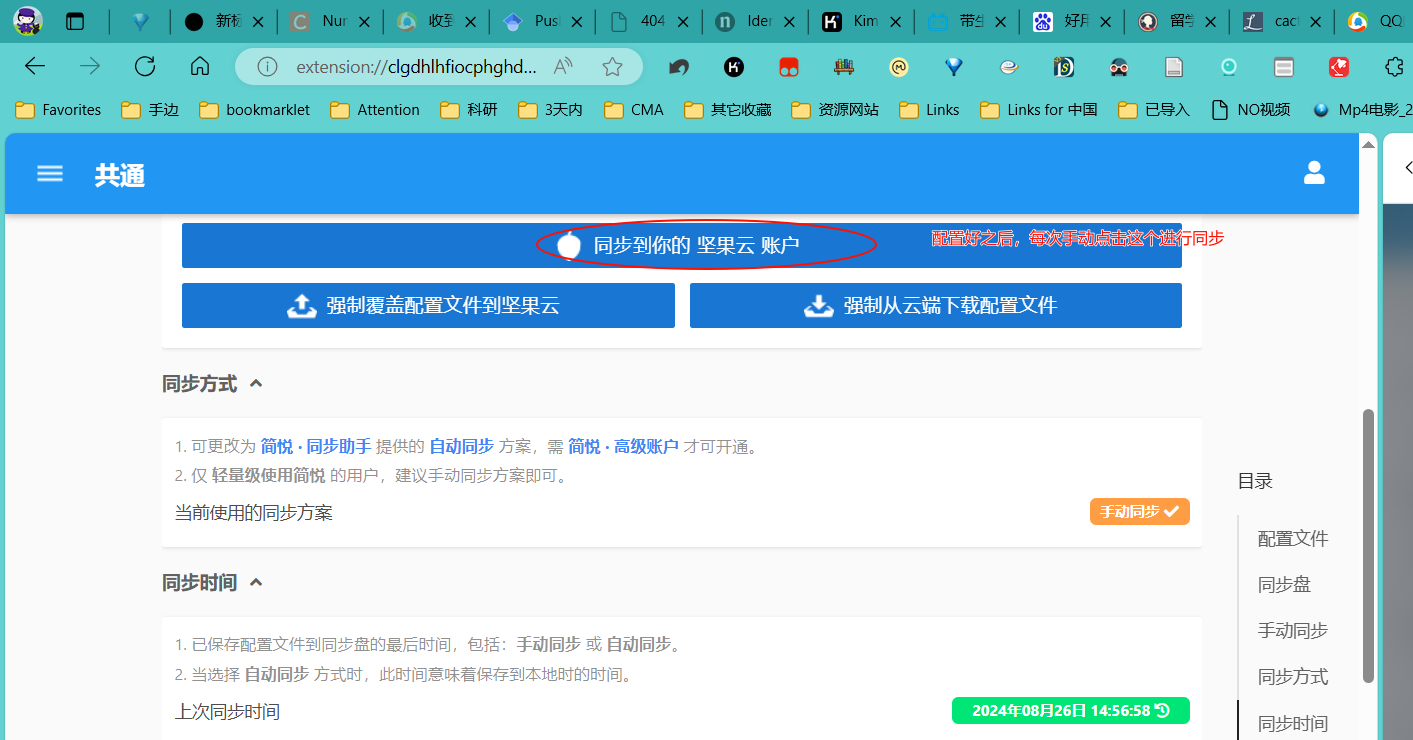 新标
Nur
收到
Pusl
404
Ider
Kim
带生
好用
留学
cact
QQ
extension://clgdhlhfiocphghd...
Favorites
手边
bookmarklet
Attention
科研
3天内
CMA
其它收藏
资源网站
Links
Links for 中国
已导入
NO视频
Mp4电影_2
共通
同步到你的 坚果云 账户
配置好之后，每次手动点击这个进行同步
强制覆盖配置文件到坚果云
强制从云端下载配置文件
同步方式
1. 可更改为 简悦 · 同步助手 提供的 自动同步 方案，需 简悦 · 高级账户 才可开通。
2. 仅 轻量级使用简悦 的用户，建议手动同步方案即可。
当前使用的同步方案
手动同步
同步时间
1. 已保存配置文件到同步盘的最后时间，包括：手动同步 或 自动同步。
2. 当选择 自动同步 方式时，此时间意味着保存到本地时的时间。
上次同步时间
2024年08月26日 14:56:58
目录
配置文件
同步盘
手动同步
同步方式
同步时间